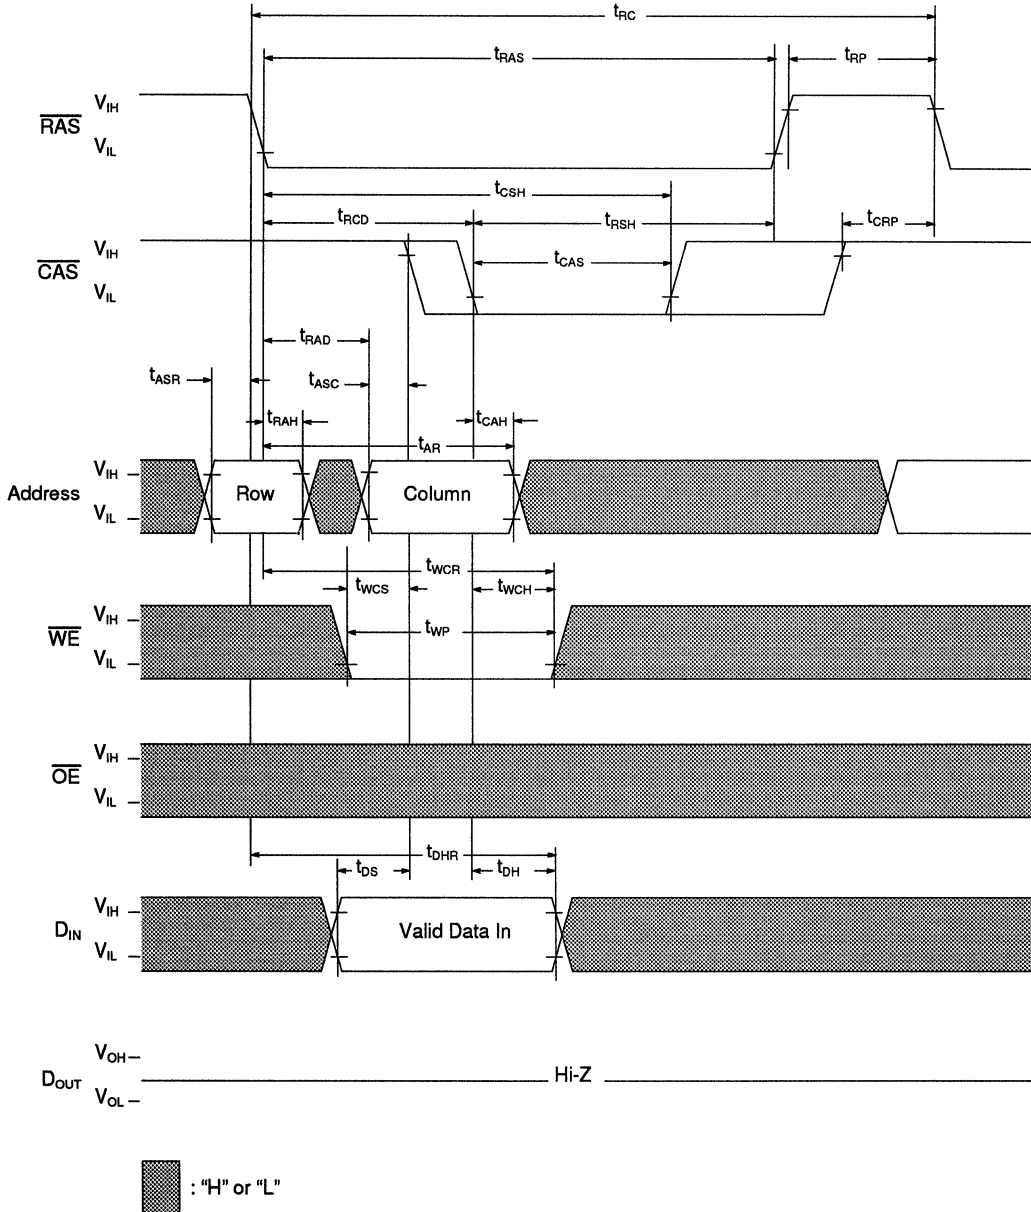 tRC
tRAS
tRP
RAS
VIH
VIL
tCSH
tRCD
tRSH
tCRP
CAS
VIH
VIL
tCAS
tRAD
tASR
tASC
tRAH
tCAH
tAR
Address
VIH
VIL
Row
Column
tWCR
tWCS
tWCH
WE
VIH
VIL
tWP
OE
VIH
VIL
tDHR
tDS
tDH
DIN
VIH
VIL
Valid Data In
DOUT
VOH
VOL
Hi-Z
: “H” or “L”